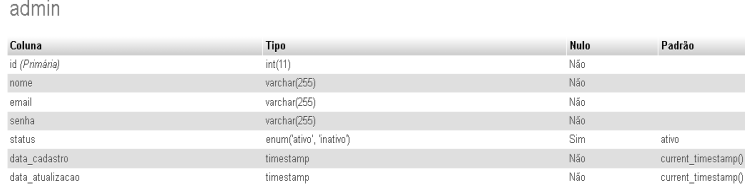 admin
Coluna Tipo Nulo Padrão
id (Primária) int(11) Não
nome varchar(255) Não
email varchar(255) Não
senha varchar(255) Não
status enum('ativo', 'inativo') Sim ativo
data_cadastro timestamp Não current_timestamp()
data_atualizacao timestamp Não current_timestamp()